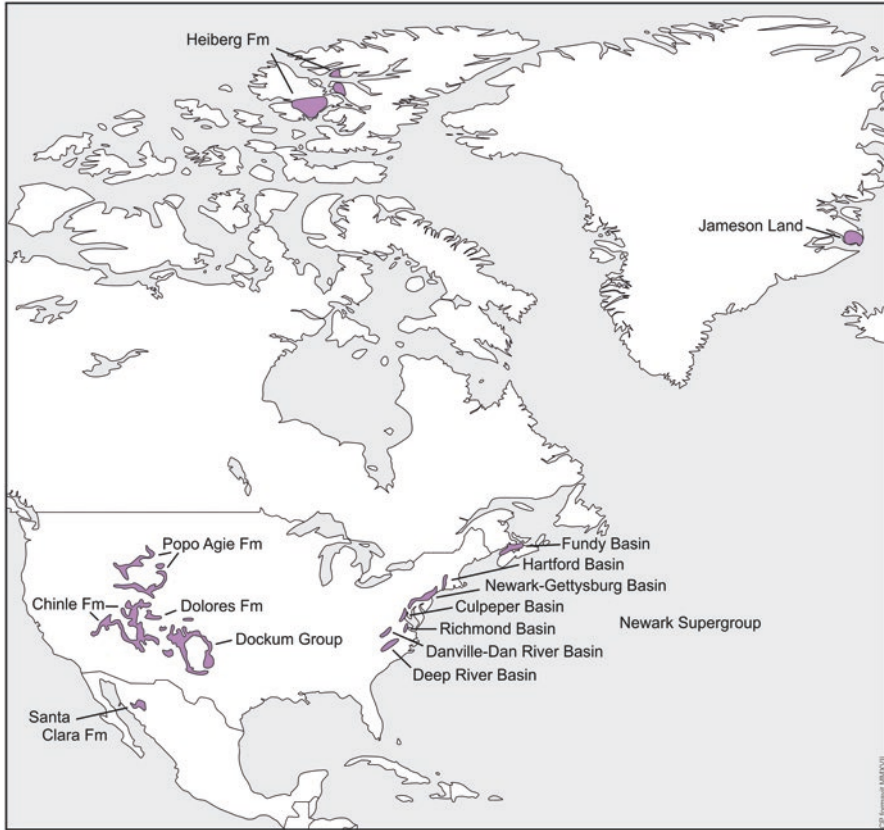 Heiberg Fm
Jameson Land
Popo Agie Fm
Chinle Fm
Dolores Fm
Dockum Group
Santa
Clara Fm
Fundy Basin
Hartford Basin
Newark-Gettysburg Basin
Culpeper Basin
Newark Supergroup
Richmond Basin
Danville-Dan River Basin
Deep River Basin